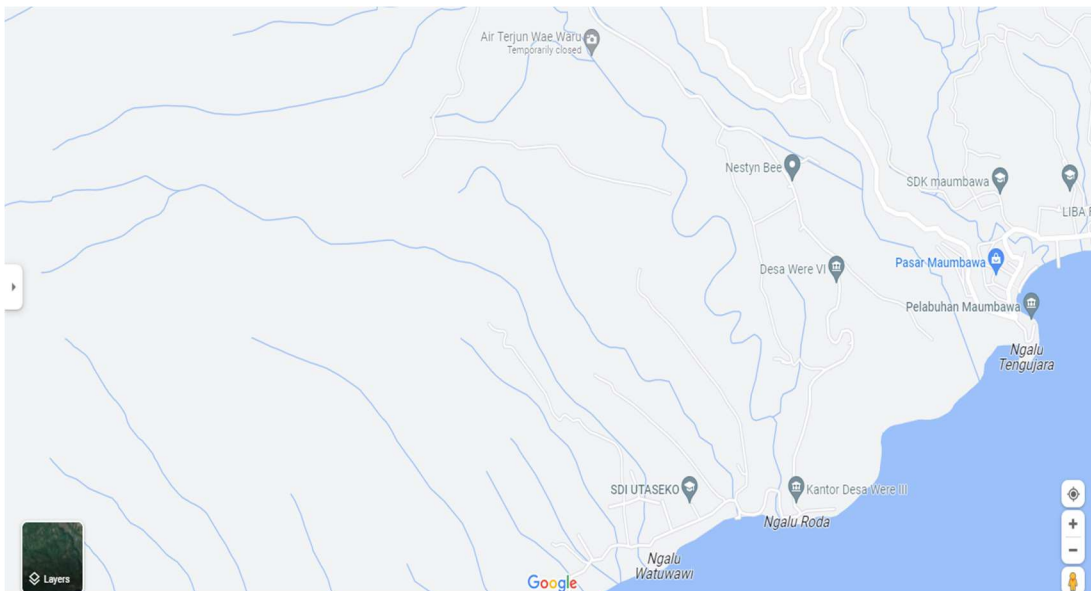 Air Terjun Wae Waru
Temporarily closed
Nestyn Bee
SDK maumbawa
LIBA
Desa Were VI
Pasar Maumbawa
Pelabuhan Maumbawa
Ngalu
Tengujara
SDI UTASEKO
Kantor Desa Were III
Ngalu Roda
Ngalu
Watuwawi
Layers
Google